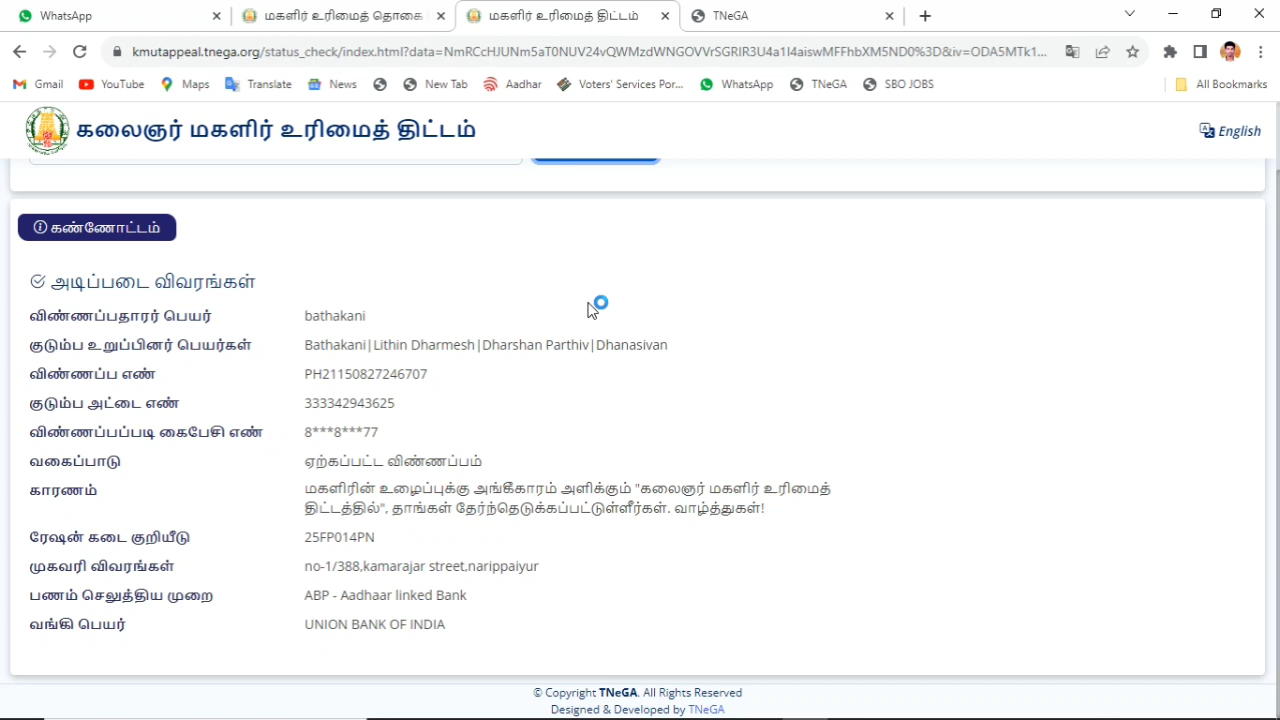 WhatsApp
மகளிர் உரிமைத் தொகை
மகளிர் உரிமைத் திட்டம்
TNeGA
kmutappeal.tnega.org/status_check/index.html?data=NmRCcHJUNm5aT0NUV24vQWMzdWNGOVVrSGRIR3U4a1I4aiswMFFhbXM5ND0%3D&iv=ODA5MTk1...
Gmail YouTube Maps Translate News New Tab Aadhar Voters' Services Por... WhatsApp TNeGA SBO JOBS All Bookmarks
கலைஞர் மகளிர் உரிமைத் திட்டம்
English
கண்ணோட்டம்
அடிப்படை விவரங்கள்
விண்ணப்பதாரர் பெயர் bathakani
குடும்ப உறுப்பினர் பெயர்கள் Bathakani|Lithin Dharmesh|Dharshan Parthiv|Dhanasivan
விண்ணப்ப எண் PH21150827246707
குடும்ப அட்டை எண் 333342943625
விண்ணப்பப்படி கைபேசி எண் 8***8***77
வகைப்பாடு ஏற்கப்பட்ட விண்ணப்பம்
காரணம் மகளிரின் உழைப்புக்கு அங்கீகாரம் அளிக்கும் "கலைஞர் மகளிர் உரிமைத்
திட்டத்தில்", தாங்கள் தேர்ந்தெடுக்கப்பட்டுள்ளீர்கள். வாழ்த்துகள்!
ரேஷன் கடை குறியீடு 25FP014PN
முகவரி விவரங்கள் no-1/388,kamarajar street,narippaiyur
பணம் செலுத்திய முறை ABP - Aadhaar linked Bank
வங்கி பெயர் UNION BANK OF INDIA
© Copyright TNeGA. All Rights Reserved
Designed & Developed by TNeGA